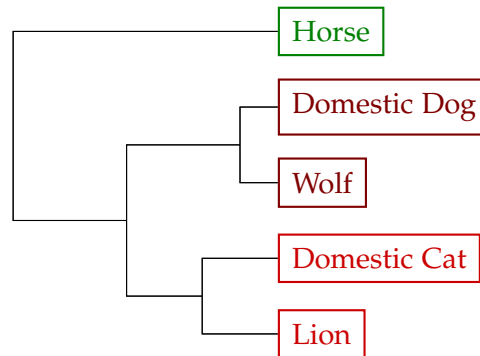 Horse
Domestic Dog
Wolf
Domestic Cat
Lion